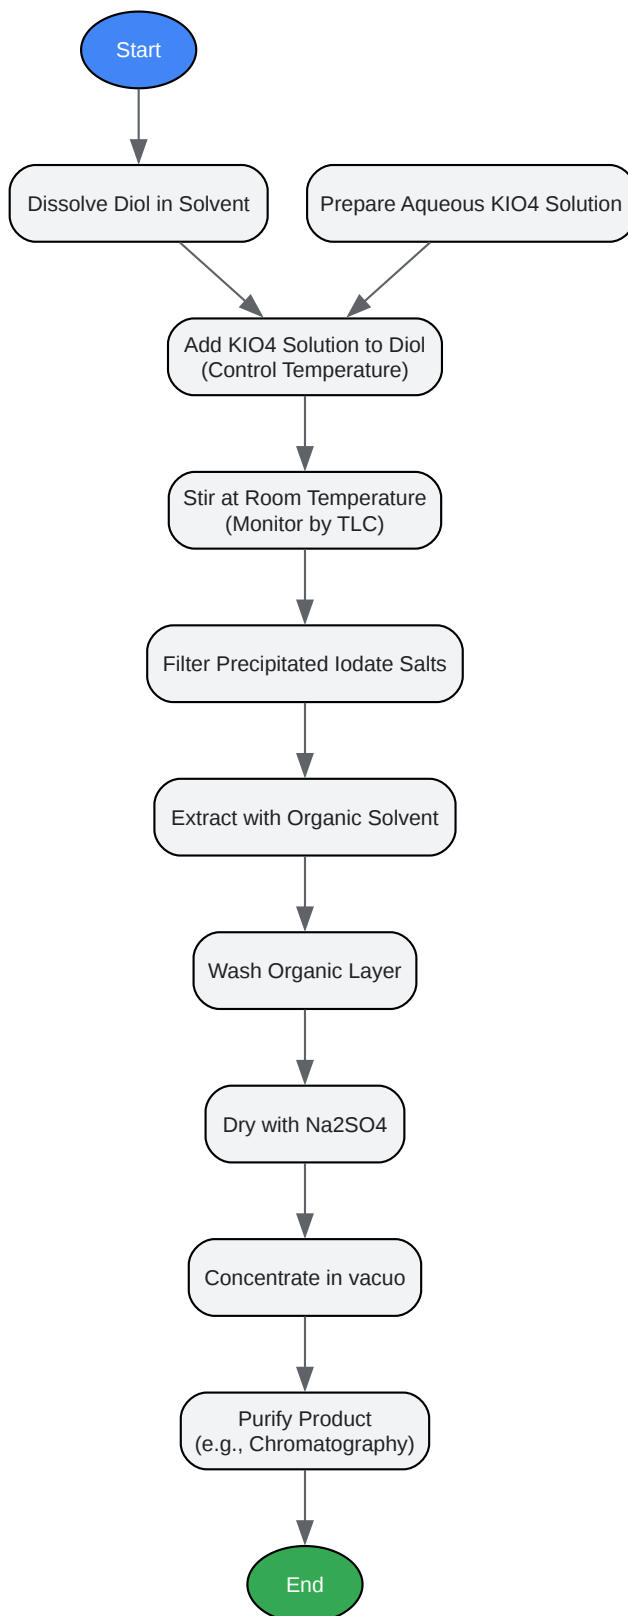 Start
Dissolve Diol in Solvent
Prepare Aqueous KIO4 Solution
Add KIO4 Solution to Diol
(Control Temperature)
Stir at Room Temperature
(Monitor by TLC)
Filter Precipitated Iodate Salts
Extract with Organic Solvent
Wash Organic Layer
Dry with Na2SO4
Concentrate in vacuo
Purify Product
(e.g., Chromatography)
End